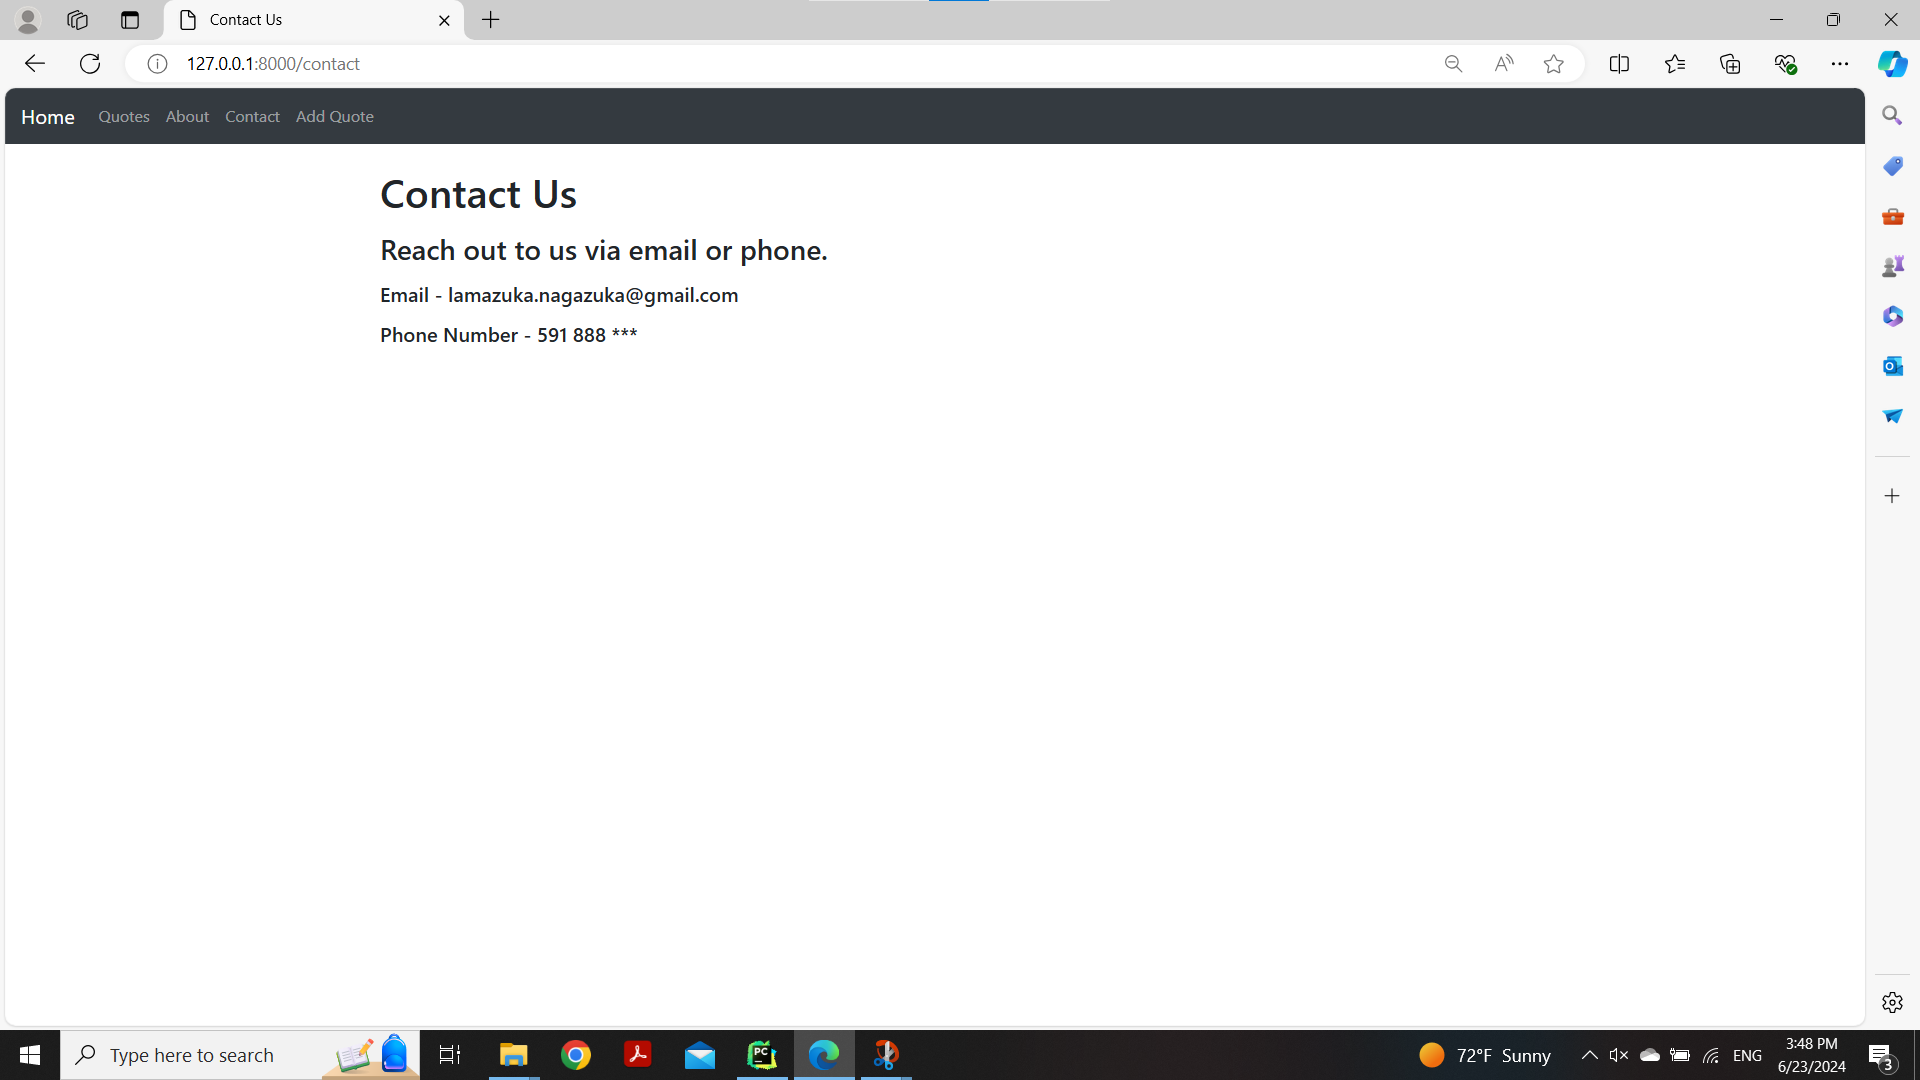 Contact Us
127.0.0.1:8000/contact
Home Quotes About Contact Add Quote
Contact Us
Reach out to us via email or phone.
Email - lamazuka.nagazuka@gmail.com
Phone Number - 591 888 ***
Type here to search
PC
72°F Sunny
ENG
3:48 PM
6/23/2024
3